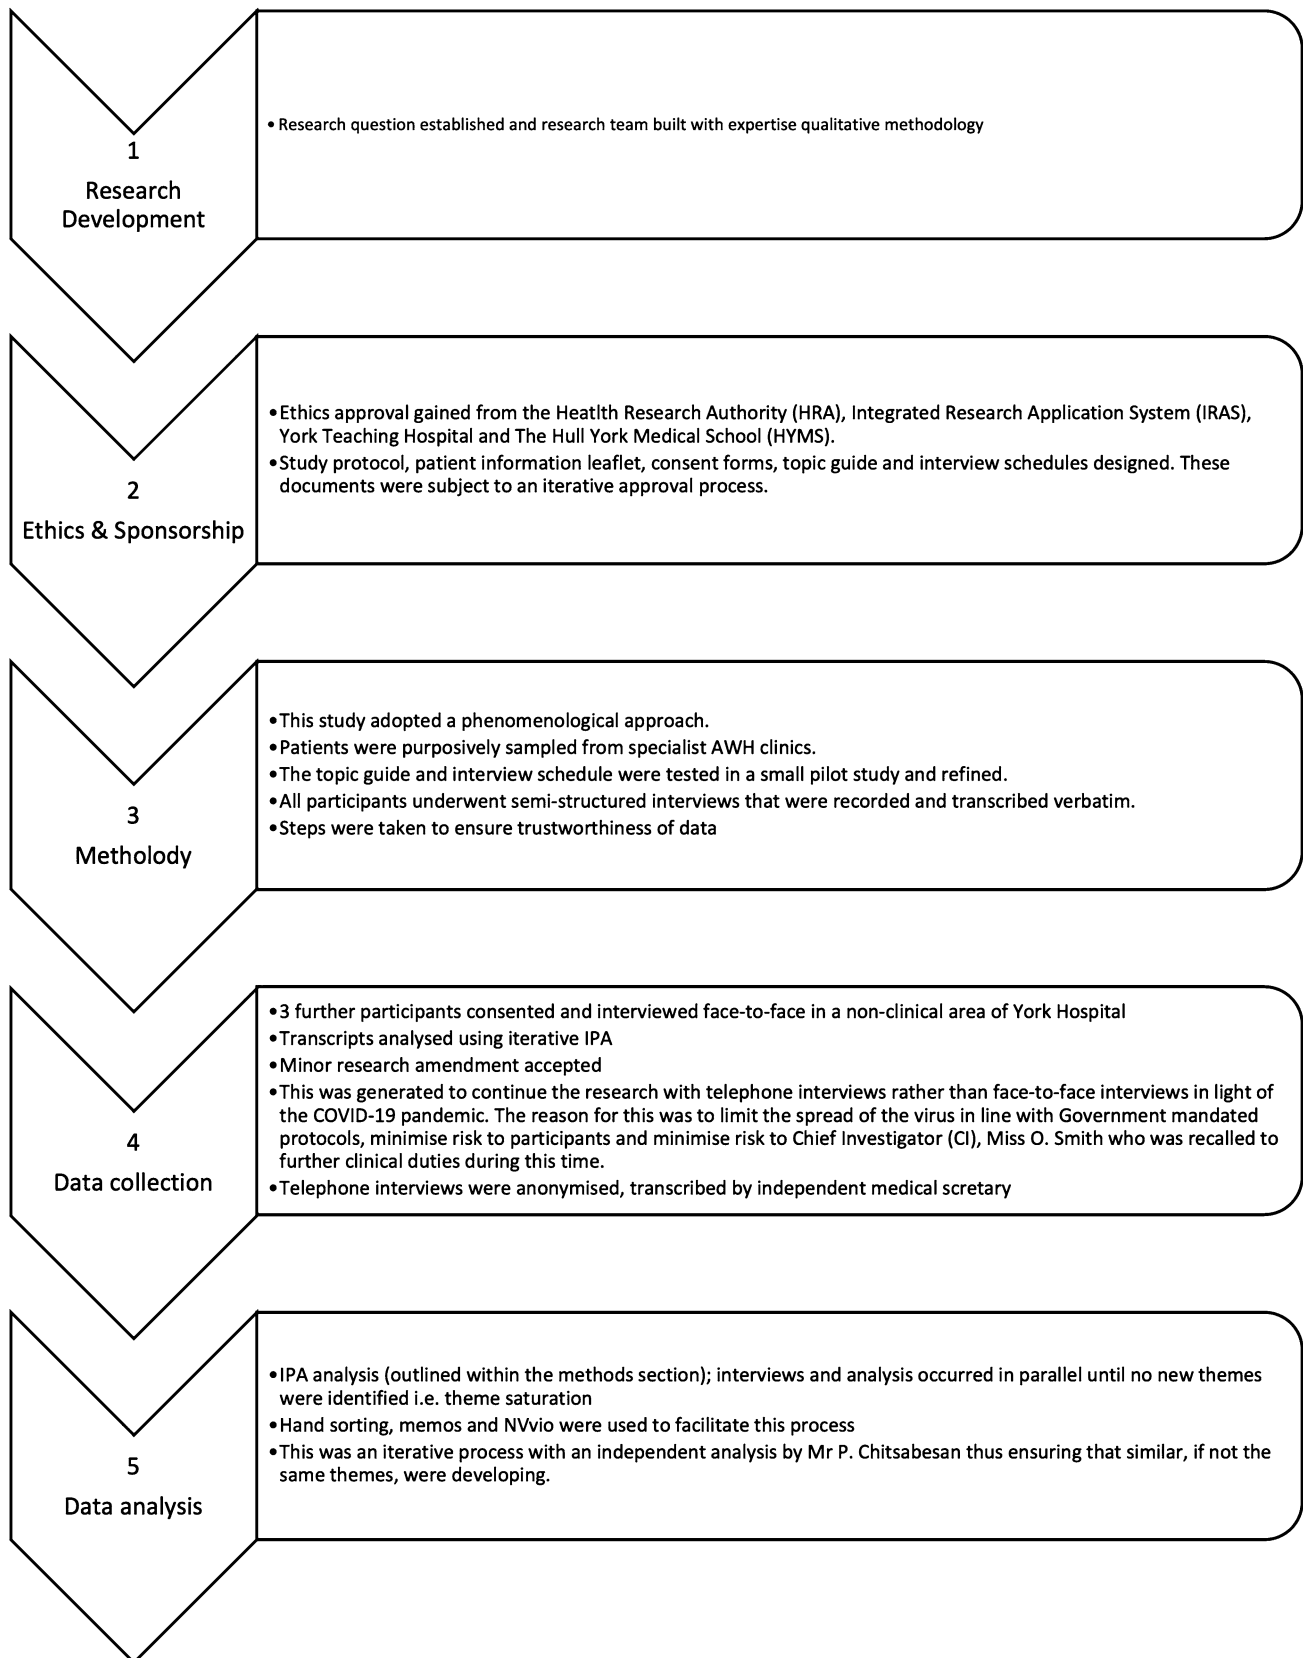 1
Research
Development
• Research question established and research team built with expertise qualitative methodology
2
Ethics & Sponsorship
•Ethics approval gained from the Heatlth Research Authority (HRA), Integrated Research Application System (IRAS),
York Teaching Hospital and The Hull York Medical School (HYMS).
•Study protocol, patient information leaflet, consent forms, topic guide and interview schedules designed. These
documents were subject to an iterative approval process.
3
Metholody
•This study adopted a phenomenological approach.
•Patients were purposively sampled from specialist AWH clinics.
•The topic guide and interview schedule were tested in a small pilot study and refined.
•All participants underwent semi-structured interviews that were recorded and transcribed verbatim.
•Steps were taken to ensure trustworthiness of data
4
Data collection
•3 further participants consented and interviewed face-to-face in a non-clinical area of York Hospital
•Transcripts analysed using iterative IPA
•Minor research amendment accepted
•This was generated to continue the research with telephone interviews rather than face-to-face interviews in light of
the COVID-19 pandemic. The reason for this was to limit the spread of the virus in line with Government mandated
protocols, minimise risk to participants and minimise risk to Chief Investigator (CI), Miss O. Smith who was recalled to
further clinical duties during this time.
•Telephone interviews were anonymised, transcribed by independent medical scretary
5
Data analysis
•IPA analysis (outlined within the methods section); interviews and analysis occurred in parallel until no new themes
were identified i.e. theme saturation
•Hand sorting, memos and NVvio were used to facilitate this process
•This was an iterative process with an independent analysis by Mr P. Chitsabesan thus ensuring that similar, if not the
same themes, were developing.